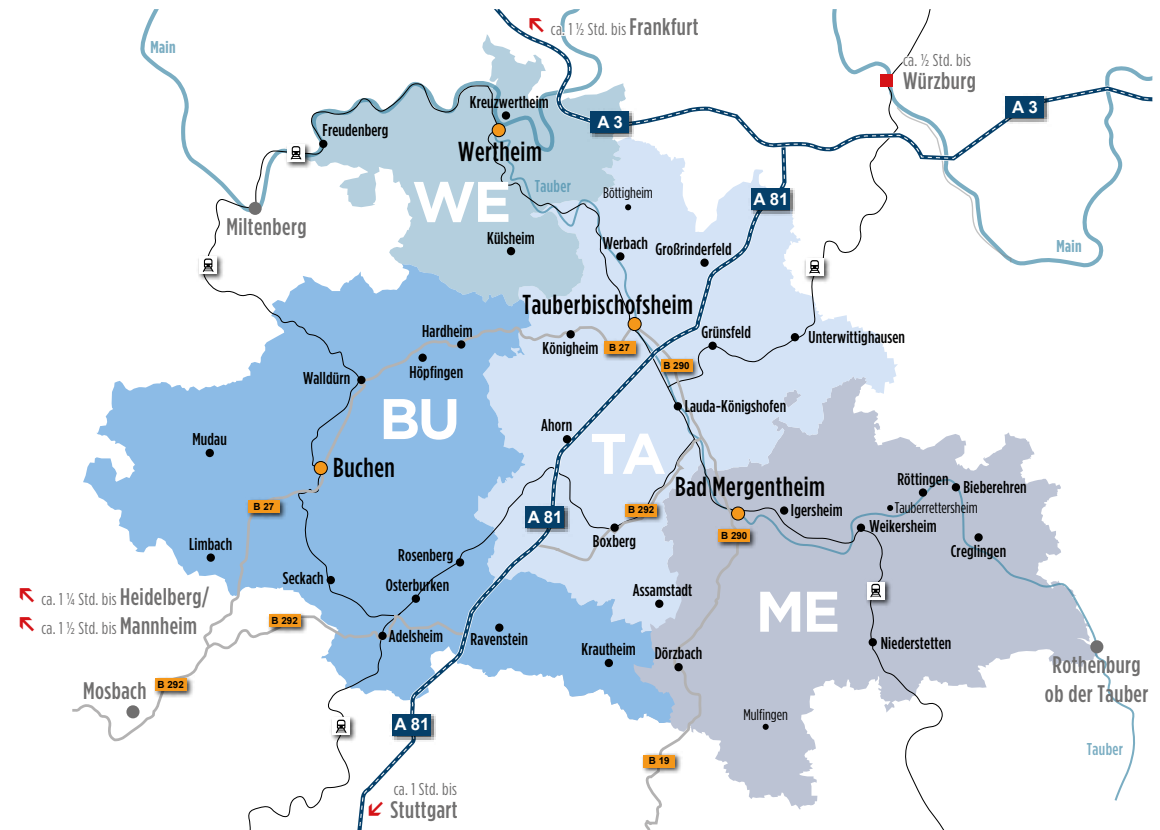 ca. 1 ½ Std. bis Frankfurt
Main
ca. ½ Std. bis
Würzburg
Kreuzwertheim
A 3
A 3
Freudenberg
Wertheim
Tauber
Böttigheim
A 81
WE
Miltenberg
Külsheim
Werbach
Großrinderfeld
Main
Tauberbischofsheim
Hardheim
Königheim
B 27
Grünsfeld
Unterwittighausen
Höpfingen
B 290
Walldürn
Lauda-Königshofen
BU
Ahorn
TA
Mudau
Buchen
Bad Mergentheim
Röttingen
Bieberehren
B 27
B 292
Igersheim
Tauberrettersheim
A 81
Weikersheim
Boxberg
B 290
Limbach
Creglingen
Rosenberg
Seckach
Osterburken
Assamstadt
ME
ca. 1 ¼ Std. bis Heidelberg/
ca. 1 ½ Std. bis Mannheim
B 292
Adelsheim
Ravenstein
Krautheim
Dörzbach
Niederstetten
Rothenburg
ob der Tauber
Mosbach
B 292
A 81
Mulfingen
Tauber
B 19
ca. 1 Std. bis
Stuttgart